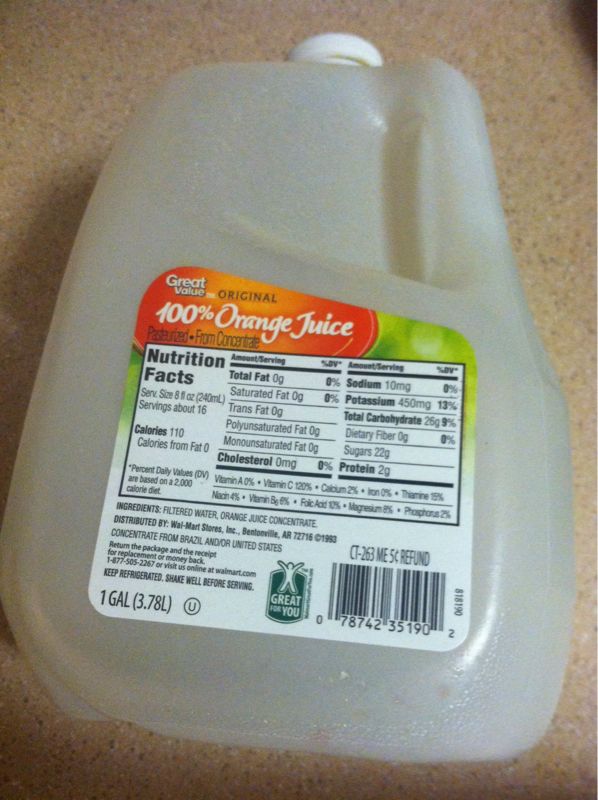 Great
Value™ ORIGINAL
100% Orange Juice
Pasteurized • From Concentrate
Nutrition
Facts
Serv. Size 8 fl oz (240mL)
Servings about 16
Calories 110
Calories from Fat 0
*Percent Daily Values (DV)
are based on a 2,000
calorie diet.
Amount/Serving %DV*
Total Fat 0g 0%
Saturated Fat 0g 0%
Trans Fat 0g
Polyunsaturated Fat 0g
Monounsaturated Fat 0g
Cholesterol 0mg 0%
Amount/Serving %DV*
Sodium 10mg 0%
Potassium 450mg 13%
Total Carbohydrate 26g 9%
Dietary Fiber 0g 0%
Sugars 22g
Protein 2g
Vitamin A 0% • Vitamin C 120% • Calcium 2% • Iron 0% • Thiamine 15%
Niacin 4% • Vitamin B6 6% • Folic Acid 10% • Magnesium 8% • Phosphorus 2%
INGREDIENTS: FILTERED WATER, ORANGE JUICE CONCENTRATE.
DISTRIBUTED BY: Wal-Mart Stores, Inc., Bentonville, AR 72716 ©1993
CONCENTRATE FROM BRAZIL AND/OR UNITED STATES
Return the package and the receipt
for replacement or money back.
1-877-505-2267 or visit us online at walmart.com
KEEP REFRIGERATED. SHAKE WELL BEFORE SERVING.
1 GAL (3.78L) U
GREAT
FOR YOU
CT-263 ME 5¢ REFUND
0 78742 35190 2
818190